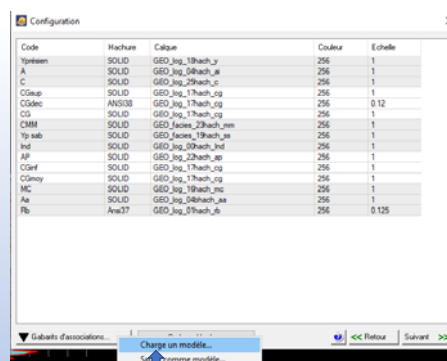 Configuration
Code Hachure Calque Couleur Echelle
Yprésien SOLID GEO_log_18hach_y 256 1
A SOLID GEO_log_04hach_ai 256 1
C SOLID GEO_log_25hach_c 256 1
CGsup SOLID GEO_log_17hach_cg 256 1
CGdec ANSI38 GEO_log_17hach_cg 256 0.12
CG SOLID GEO_log_17hach_cg 256 1
CMM SOLID GEO_facies_23hach_mm 256 1
Yp sab SOLID GEO_facies_19hach_ss 256 1
Ind SOLID GEO_log_00hach_Ind 256 1
AP SOLID GEO_log_22hach_ap 256 1
CGinf SOLID GEO_log_17hach_cg 256 1
CGmoy SOLID GEO_log_17hach_cg 256 1
MC SOLID GEO_log_16hach_mc 256 1
Aa SOLID GEO_log_04bhach_aa 256 1
Rb Ansi37 GEO_log_01hach_rb 256 0.125
Gabarits d'associations... << Retour Suivant >>
Charge un modèle...
comme modèle...